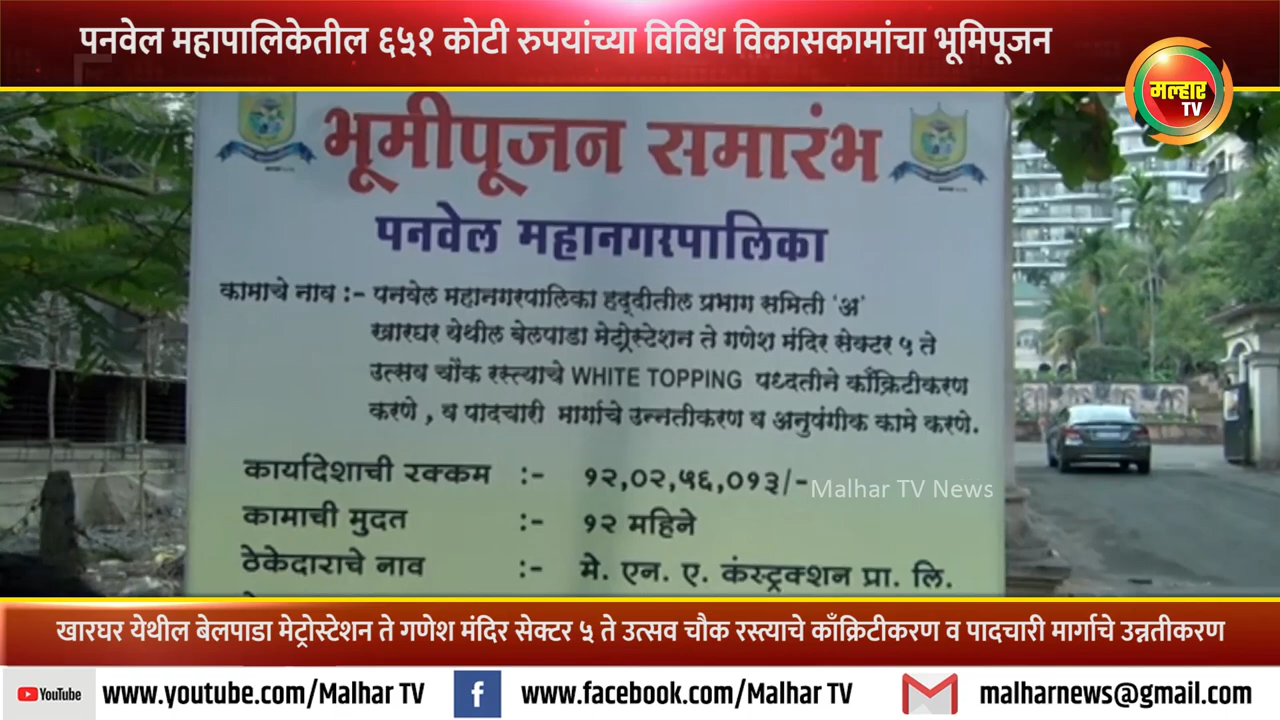 पनवेल महापालिकेतील ६५१ कोटी रुपयांच्या विविध विकासकामांचा भूमिपूजन
मल्हार
TV
भूमीपूजन समारंभ
पनवेल महानगरपालिका
कामाचे नाव :- पनवेल महानगरपालिका हद्दीतील प्रभाग समिती 'अ'
खारघर येथील बेलपाडा मेट्रोस्टेशन ते गणेश मंदिर सेक्टर ५ ते
उत्सव चौक रस्त्याचे WHITE TOPPING पध्दतीने काँक्रिटीकरण
करणे , व पादचारी मार्गाचे उन्नतीकरण व अनुषंगीक कामे करणे.
कार्यादेशाची रक्कम :- १२,०२,५६,०१३/-
Malhar TV News
कामाची मुदत :- १२ महिने
ठेकेदाराचे नाव :- मे. एन. ए. कंस्ट्रक्शन प्रा. लि.
खारघर येथील बेलपाडा मेट्रोस्टेशन ते गणेश मंदिर सेक्टर ५ ते उत्सव चौक रस्त्याचे काँक्रिटीकरण व पादचारी मार्गाचे उन्नतीकरण
YouTube www.youtube.com/Malhar TV f www.facebook.com/Malhar TV malharnews@gmail.com